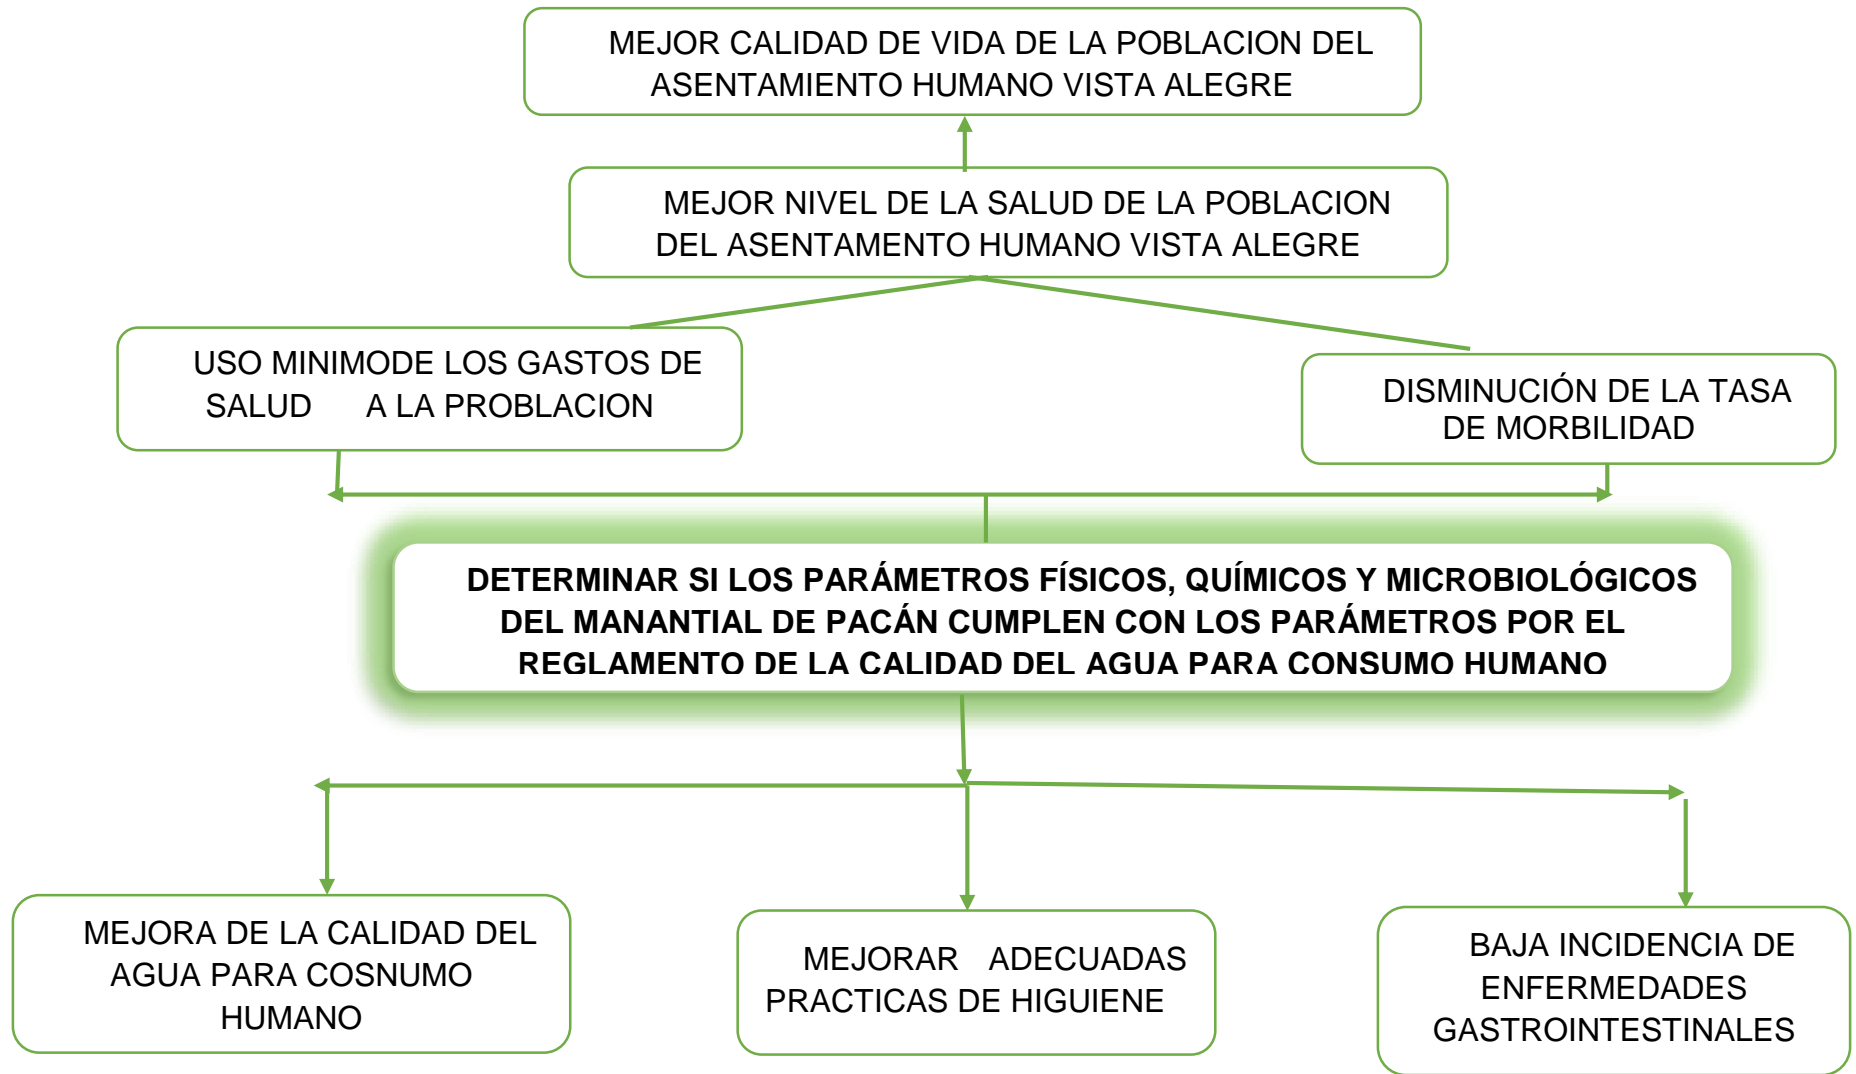 MEJOR CALIDAD DE VIDA DE LA POBLACION DEL
ASENTAMIENTO HUMANO VISTA ALEGRE
MEJOR NIVEL DE LA SALUD DE LA POBLACION
DEL ASENTAMENTO HUMANO VISTA ALEGRE
USO MINIMODE LOS GASTOS DE
SALUD A LA PROBLACION
DISMINUCIÓN DE LA TASA
DE MORBILIDAD
DETERMINAR SI LOS PARÁMETROS FÍSICOS, QUÍMICOS Y MICROBIOLÓGICOS
DEL MANANTIAL DE PACÁN CUMPLEN CON LOS PARÁMETROS POR EL
REGLAMENTO DE LA CALIDAD DEL AGUA PARA CONSUMO HUMANO
MEJORA DE LA CALIDAD DEL
AGUA PARA COSNUMO
HUMANO
MEJORAR ADECUADAS
PRACTICAS DE HIGUIENE
BAJA INCIDENCIA DE
ENFERMEDADES
GASTROINTESTINALES